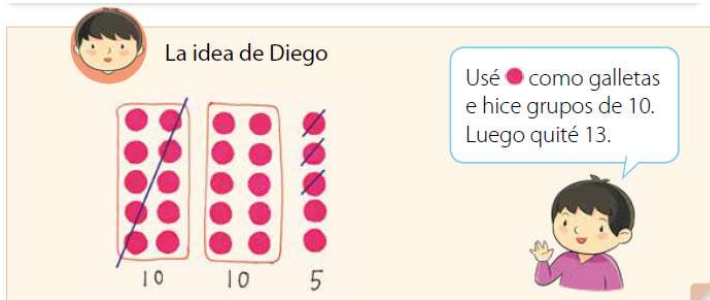 La idea de Diego
Usé como galletas
e hice grupos de 10.
Luego quité 13.
10 10 5